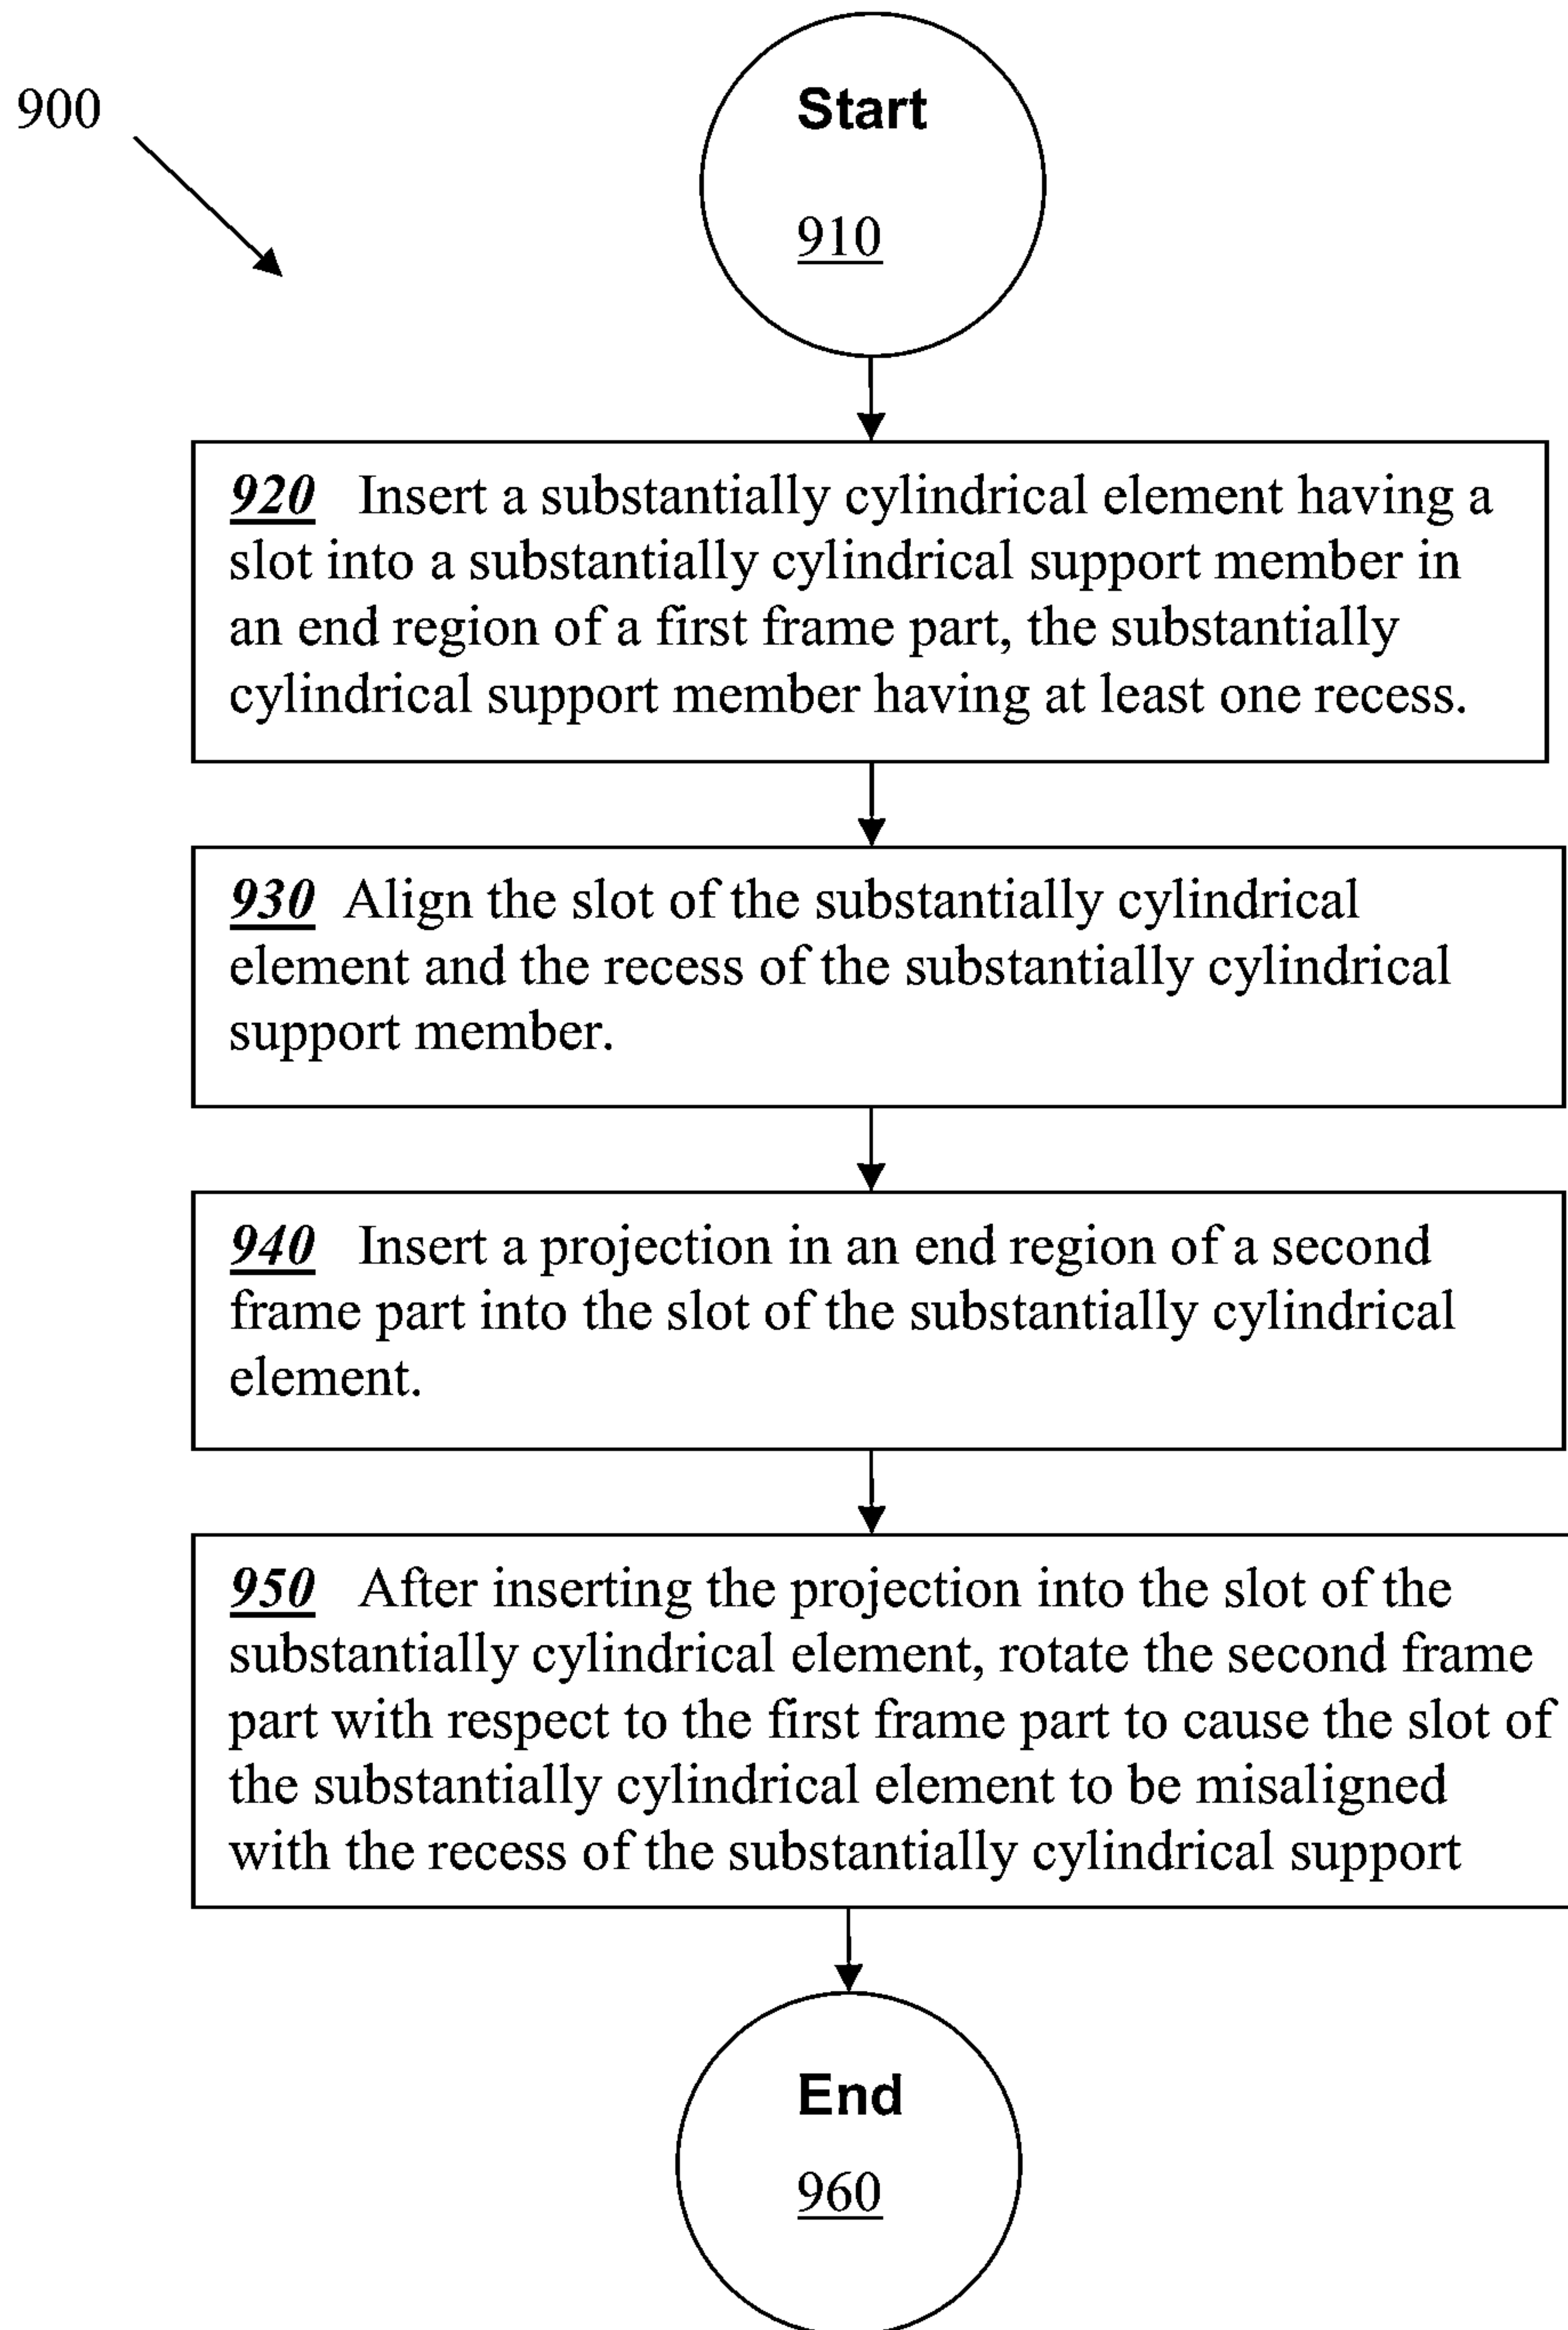 900
Start
910
920 Insert a substantially cylindrical element having a
slot into a substantially cylindrical support member in
an end region of a first frame part, the substantially
cylindrical support member having at least one recess.
930 Align the slot of the substantially cylindrical
element and the recess of the substantially cylindrical
support member.
940 Insert a projection in an end region of a second
frame part into the slot of the substantially cylindrical
element.
950 After inserting the projection into the slot of the
substantially cylindrical element, rotate the second frame
part with respect to the first frame part to cause the slot of
the substantially cylindrical element to be misaligned
with the recess of the substantially cylindrical support
End
960